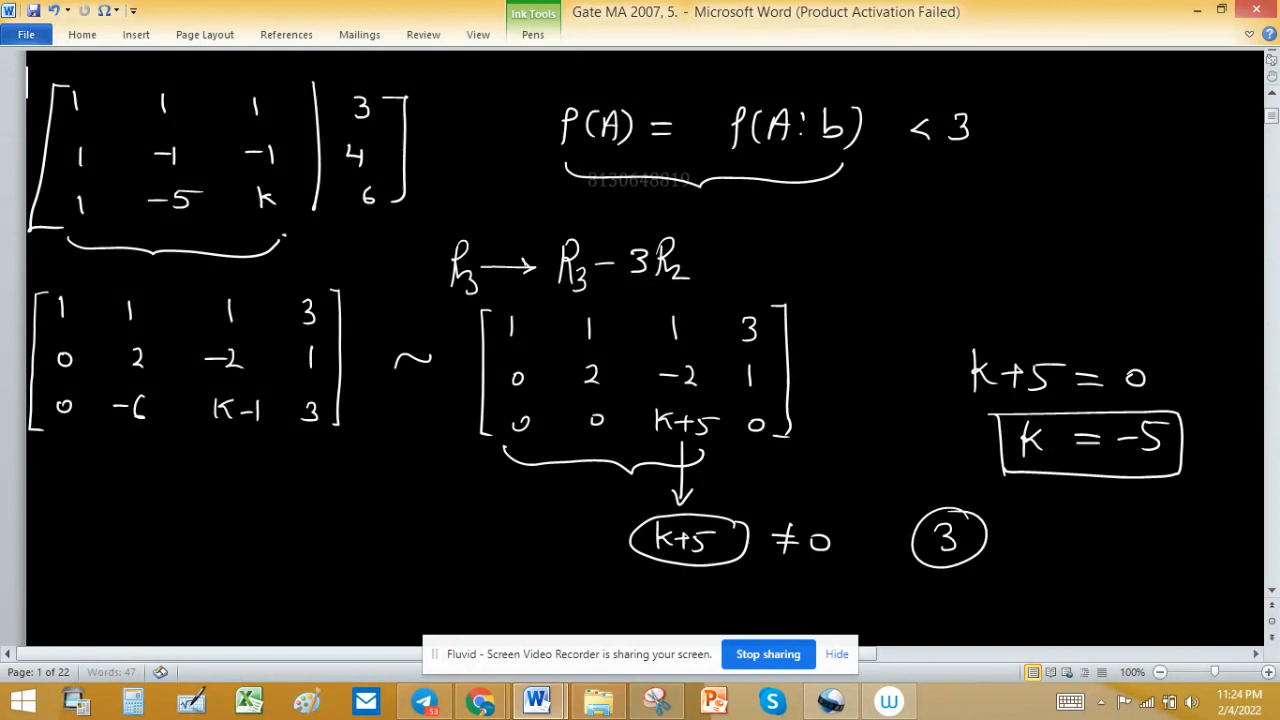 Ink Tools
Gate MA 2007, 5. - Microsoft Word (Product Activation Failed)
File Home Insert Page Layout References Mailings Review View Pens
1 1 1 3
1 -1 -1 4
1 -5 k 6
ρ(A) = ρ(A:b) < 3
8130648819
R3 → R3 - 3R2
1 1 1 3
0 2 -2 1
0 -6 k-1 3
~
1 1 1 3
0 2 -2 1
0 0 k+5 0
k+5 = 0
k = -5
k+5 ≠ 0
3
Fluvid - Screen Video Recorder is sharing your screen. Stop sharing Hide
Page: 1 of 22 Words: 47 100%
53
11:24 PM
2/4/2022